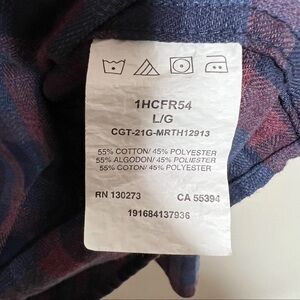 1HCFR54
L/G
CGT-21G-MRTH12913
55% COTTON/ 45% POLYESTER
55% ALGODON/ 45% POLIESTER
55% COTON/ 45% POLYESTER
RN 130273 CA 55394
191684137936